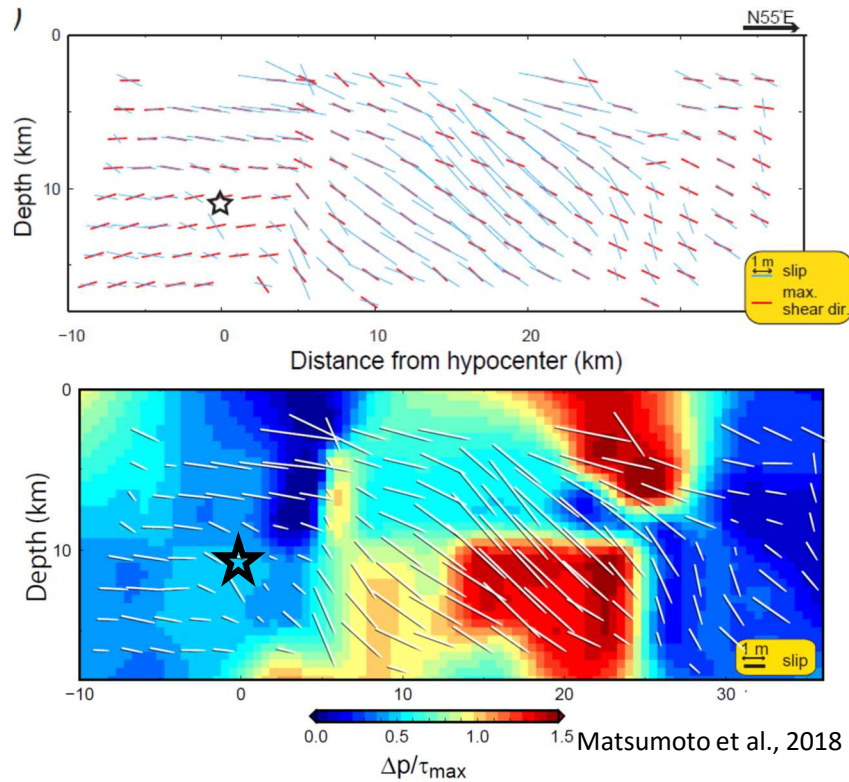 )
N55°E
0
10
Depth (km)
1 m
slip
max.
shear dir.
−10
0
10
20
Distance from hypocenter (km)
0
10
Depth (km)
1 m
slip
−10
0
10
20
30
0.0
0.5
1.0
1.5
Δp/τmax
Matsumoto et al., 2018